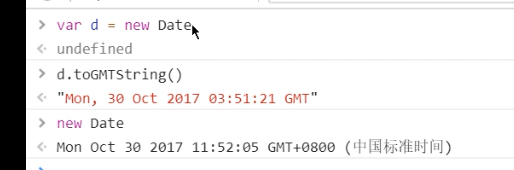 > var d = new Date
< undefined
> d.toGMTString()
< "Mon, 30 Oct 2017 03:51:21 GMT"
> new Date
< Mon Oct 30 2017 11:52:05 GMT+0800 (中国标准时间)